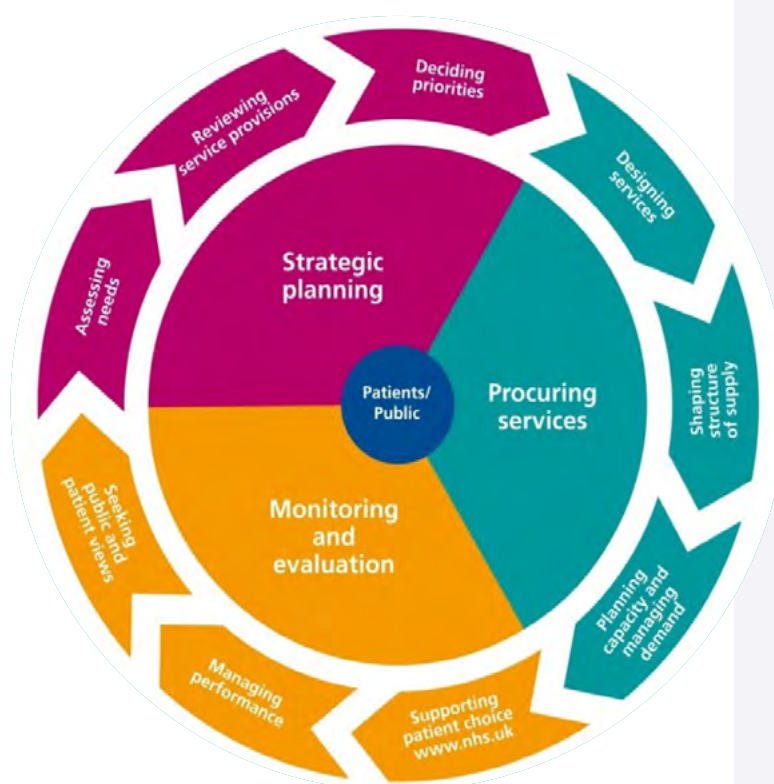 Deciding
priorities
Designing
services
Shaping
structure
of supply
Planning
capacity and
managing
demand
Supporting
patient choice
www.nhs.uk
Managing
performance
Seeking
public and
patient views
Assessing
needs
Reviewing
service provisions
Strategic
planning
Procuring
services
Monitoring
and
evaluation
Patients/
Public